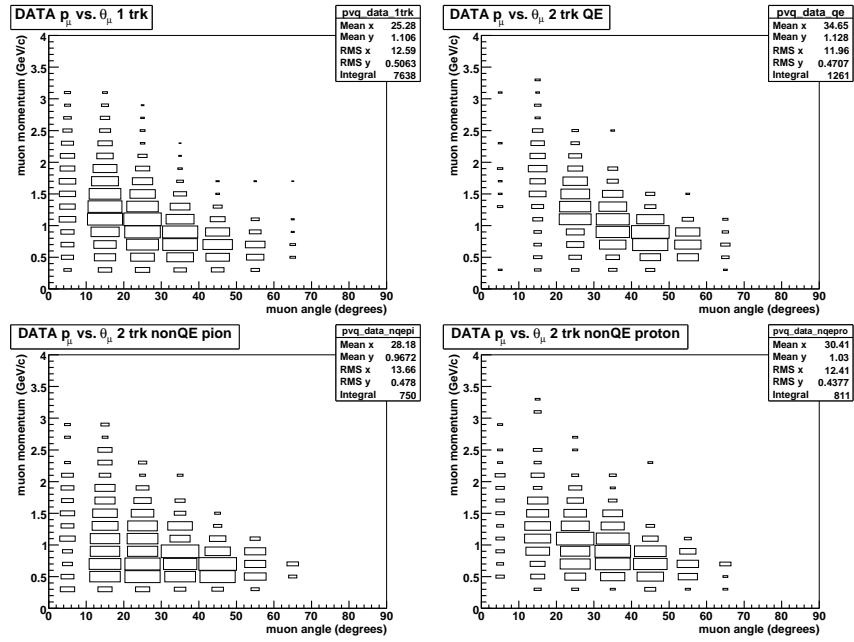 DATA pμ vs. θμ 1 trk
pvq_data_1trk
Mean x 25.28
Mean y 1.106
RMS x 12.59
RMS y 0.5063
Integral 7638
muon momentum (GeV/c)
4
3.5
3
2.5
2
1.5
1
0.5
0
0 10 20 30 40 50 60 70 80 90
muon angle (degrees)
DATA pμ vs. θμ 2 trk QE
pvq_data_qe
Mean x 34.65
Mean y 1.128
RMS x 11.96
RMS y 0.4707
Integral 1261
muon momentum (GeV/c)
4
3.5
3
2.5
2
1.5
1
0.5
0
0 10 20 30 40 50 60 70 80 90
muon angle (degrees)
DATA pμ vs. θμ 2 trk nonQE pion
pvq_data_nqepi
Mean x 28.18
Mean y 0.9672
RMS x 13.66
RMS y 0.478
Integral 750
muon momentum (GeV/c)
4
3.5
3
2.5
2
1.5
1
0.5
0
0 10 20 30 40 50 60 70 80 90
muon angle (degrees)
DATA pμ vs. θμ 2 trk nonQE proton
pvq_data_nqepro
Mean x 30.41
Mean y 1.03
RMS x 12.41
RMS y 0.4377
Integral 811
muon momentum (GeV/c)
4
3.5
3
2.5
2
1.5
1
0.5
0
0 10 20 30 40 50 60 70 80 90
muon angle (degrees)